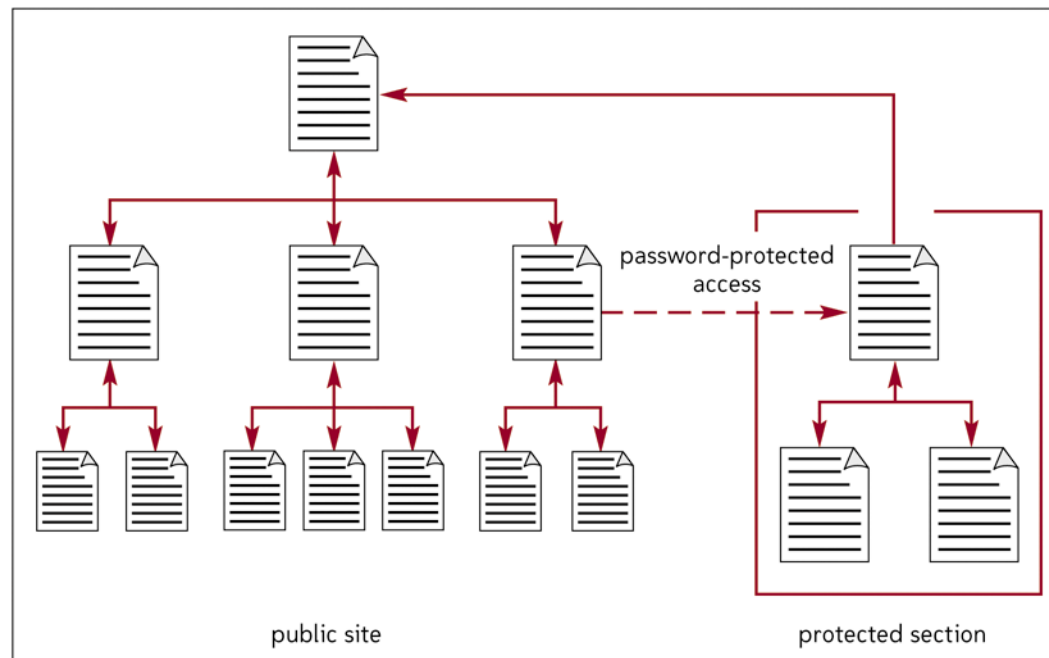 password-protected
access
public site
protected section